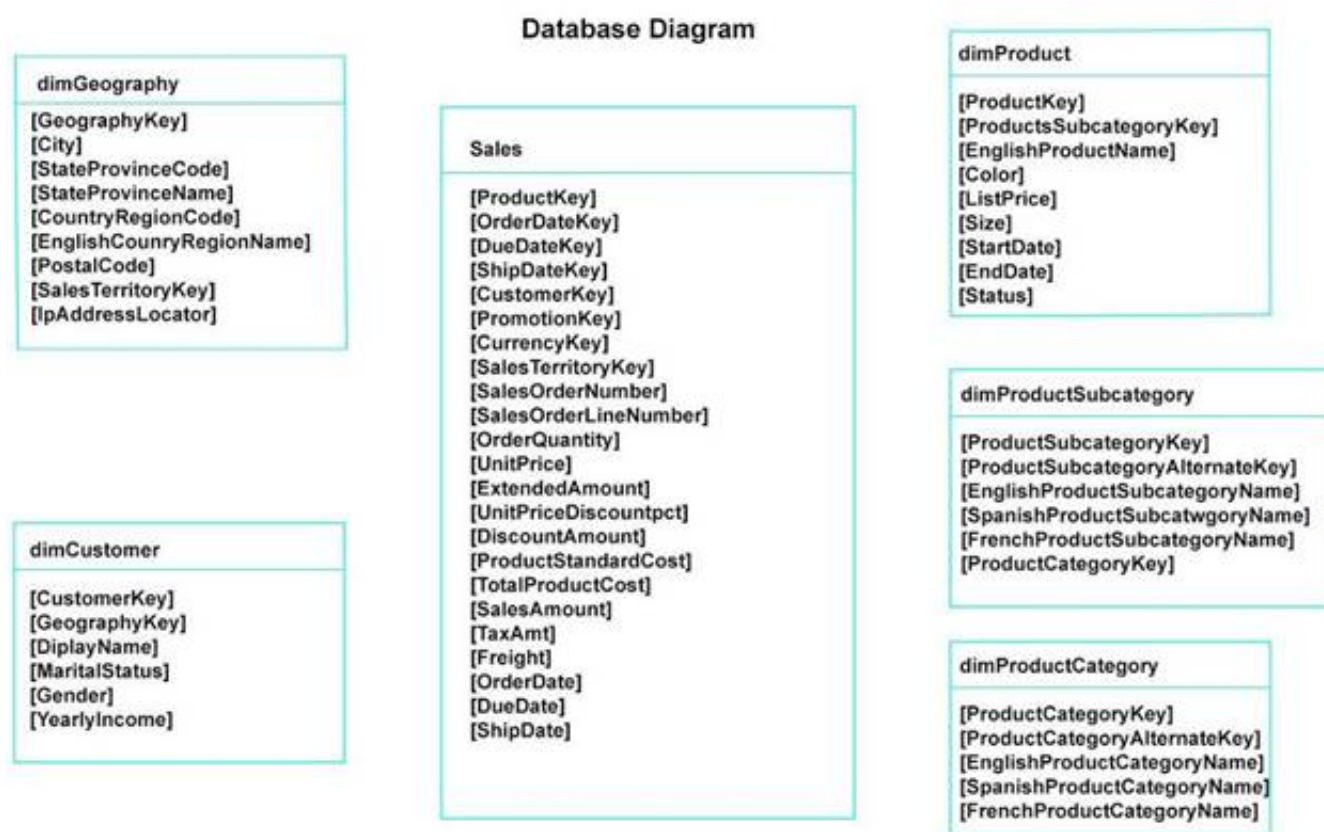 Database Diagram
dimGeography
[GeographyKey]
[City]
[StateProvinceCode]
[StateProvinceName]
[CountryRegionCode]
[EnglishCounryRegionName]
[PostalCode]
[SalesTerritoryKey]
[IpAddressLocator]
dimCustomer
[CustomerKey]
[GeographyKey]
[DiplayName]
[MaritalStatus]
[Gender]
[YearlyIncome]
Sales
[ProductKey]
[OrderDateKey]
[DueDateKey]
[ShipDateKey]
[CustomerKey]
[PromotionKey]
[CurrencyKey]
[SalesTerritoryKey]
[SalesOrderNumber]
[SalesOrderLineNumber]
[OrderQuantity]
[UnitPrice]
[ExtendedAmount]
[UnitPriceDiscountpct]
[DiscountAmount]
[ProductStandardCost]
[TotalProductCost]
[SalesAmount]
[TaxAmt]
[Freight]
[OrderDate]
[DueDate]
[ShipDate]
dimProduct
[ProductKey]
[ProductsSubcategoryKey]
[EnglishProductName]
[Color]
[ListPrice]
[Size]
[StartDate]
[EndDate]
[Status]
dimProductSubcategory
[ProductSubcategoryKey]
[ProductSubcategoryAlternateKey]
[EnglishProductSubcategoryName]
[SpanishProductSubcatwgoryName]
[FrenchProductSubcategoryName]
[ProductCategoryKey]
dimProductCategory
[ProductCategoryKey]
[ProductCategoryAlternateKey]
[EnglishProductCategoryName]
[SpanishProductCategoryName]
[FrenchProductCategoryName]